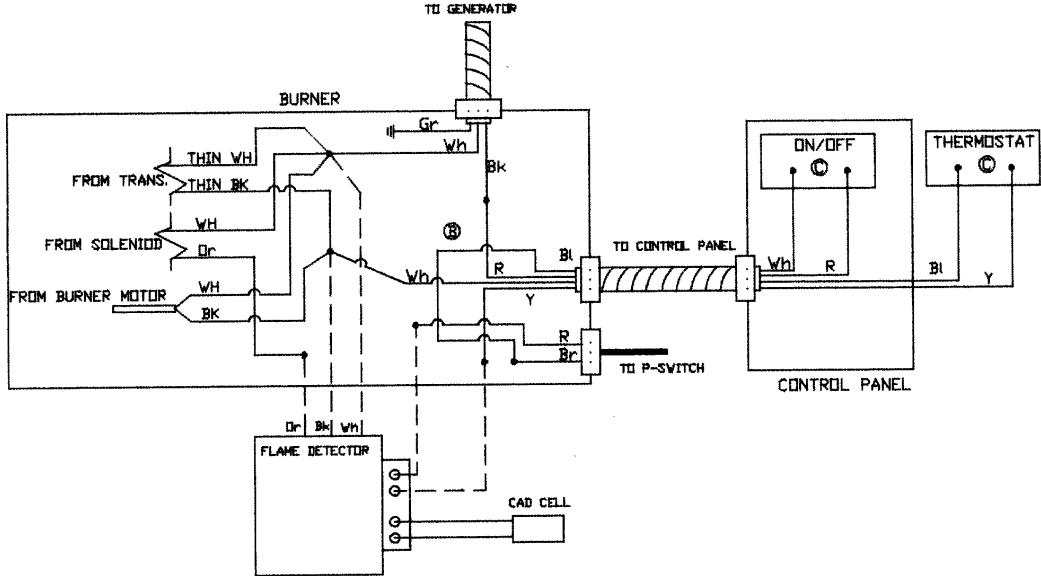 TO GENERATOR
BURNER
Gr
Wh
Bk
THIN WH
FROM TRANS.
THIN BK
WH
FROM SOLENIOD
Or
B
Bl
TO CONTROL PANEL
R
Wh
Y
FROM BURNER MOTOR
WH
BK
R
Br
TO P-SWITCH
ON/OFF
C
Wh
R
THERMOSTAT
C
Bl
Y
CONTROL PANEL
Or
Bk
Wh
FLAME DETECTOR
CAD CELL